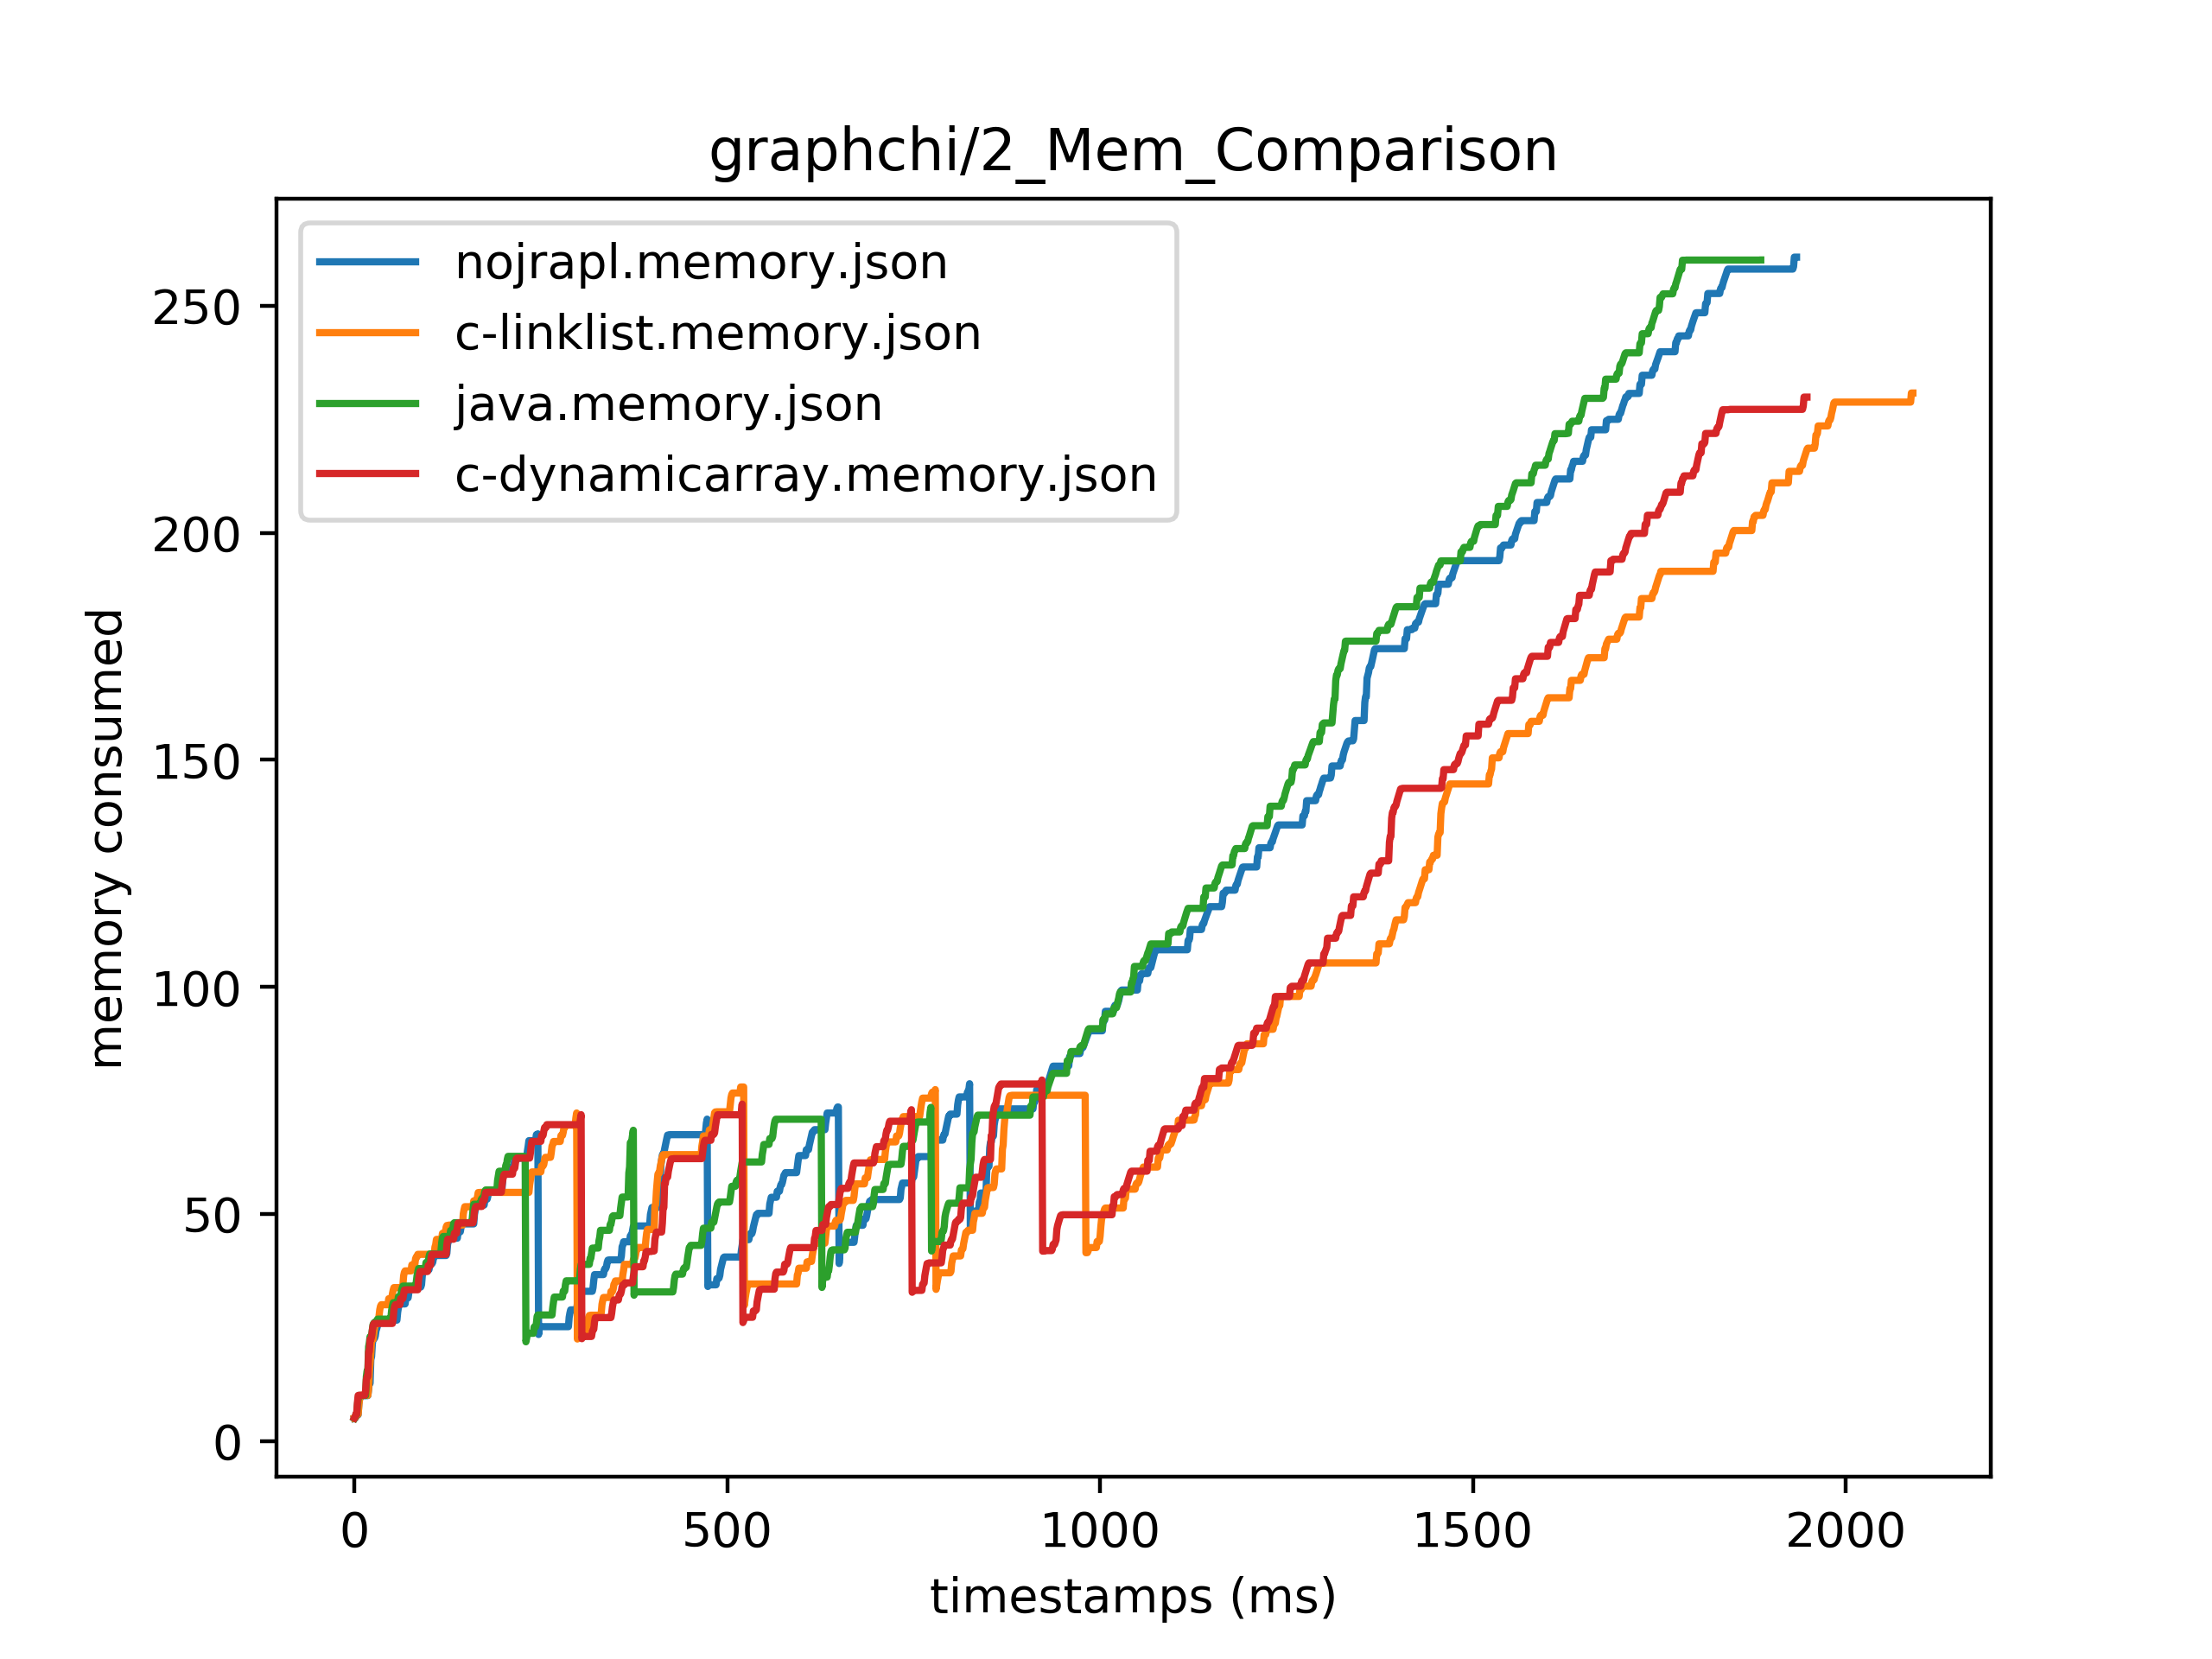 graphchi/2_Mem_Comparison
nojrapl.memory.json
c-linklist.memory.json
java.memory.json
c-dynamicarray.memory.json
memory consumed
250
200
150
100
50
0
0 500 1000 1500 2000
timestamps (ms)